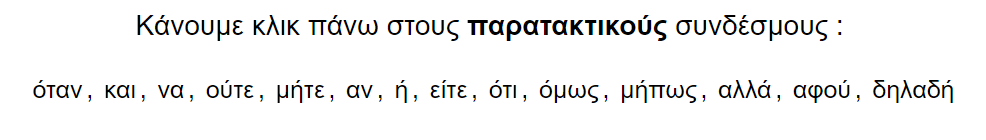 Κάνουμε κλικ πάνω στους παρατακτικούς συνδέσμους :
όταν , και , να , ούτε , μήτε , αν , ή , είτε , ότι , όμως , μήπως , αλλά , αφού , δηλαδή